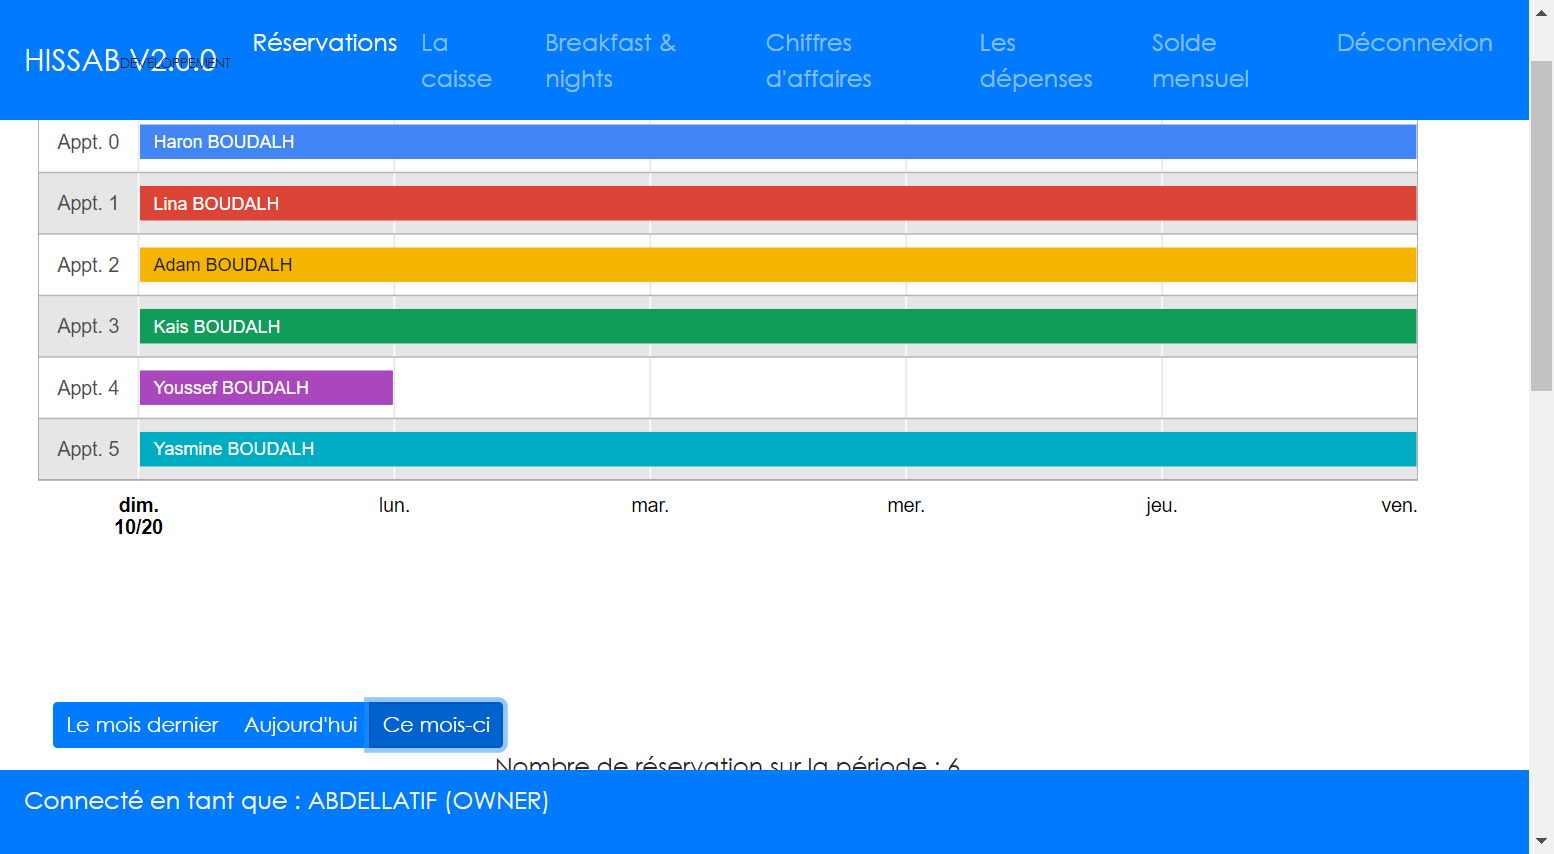 HISSAB V2.0.0
DEVELOPPEMENT
Réservations
La caisse
Breakfast & nights
Chiffres d'affaires
Les dépenses
Solde mensuel
Déconnexion
Appt. 0 Haron BOUDALH
Appt. 1 Lina BOUDALH
Appt. 2 Adam BOUDALH
Appt. 3 Kais BOUDALH
Appt. 4 Youssef BOUDALH
Appt. 5 Yasmine BOUDALH
dim. lun. mar. mer. jeu. ven.
10/20
Le mois dernier Aujourd'hui Ce mois-ci
Nombre de réservation sur la période : 6
Connecté en tant que : ABDELLATIF (OWNER)